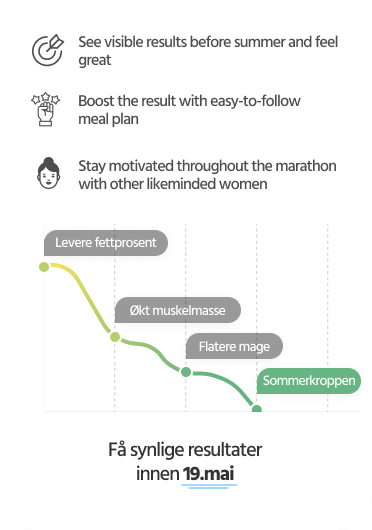 See visible results before summer and feel
great
Boost the result with easy-to-follow
meal plan
Stay motivated throughout the marathon
with other likeminded women
Levere fettprosent
Økt muskelmasse
Flatere mage
Sommerkroppen
Få synlige resultater
innen 19.mai